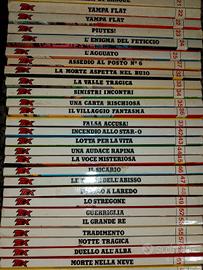 YAMPA FLAT
YAMPA FLAT
PIUTES!
L'ENIGMA DEL FETICCIO
L'AGGUATO
ASSEDIO AL POSTO N° 6
LA MORTE ASPETTA NEL BUIO
LA VALLE TRAGICA
SINISTRI INCONTRI
UNA CARTA RISCHIOSA
IL VILLAGGIO FANTASMA
FALSA ACCUSA!
INCENDIO ALLO STAR-O
LOTTA PER LA VITA
UNA AUDACE RAPINA
LA VOCE MISTERIOSA
IL SICARIO
DELL'ABISSO
A LAREDO
LO STREGONE
GUERRIGLIA
IL GRANDE RE
TRADIMENTO
NOTTE TRAGICA
DUELLO ALL'ALBA
MORTE NELLA NEVE